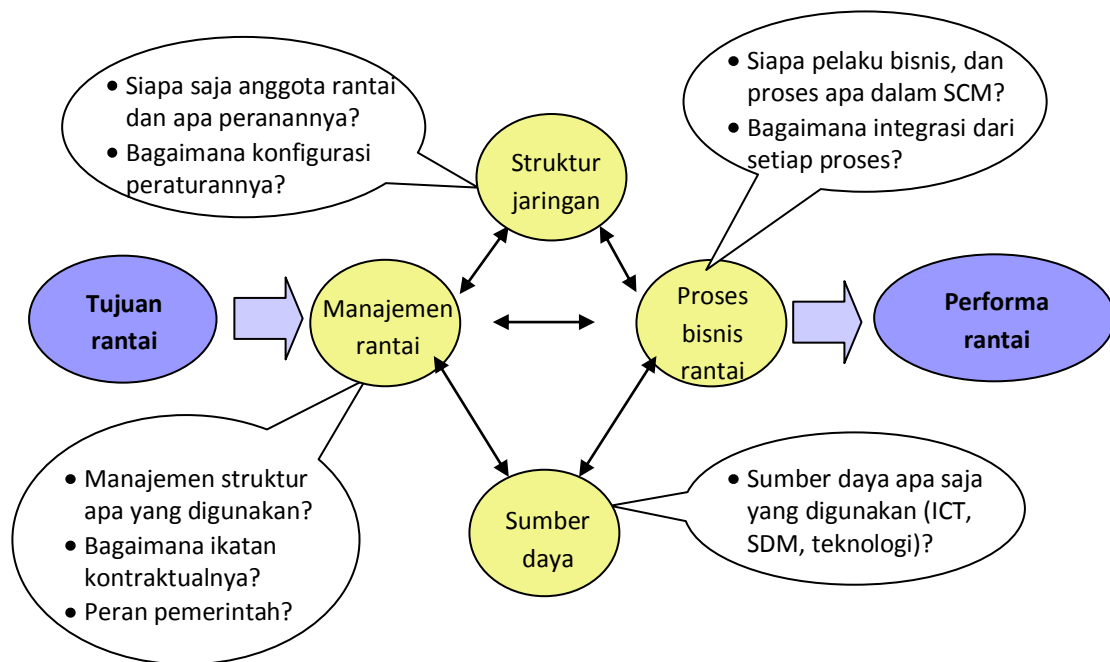 • Siapa saja anggota rantai
dan apa peranannya?
• Bagaimana konfigurasi
peraturannya?
• Siapa pelaku bisnis, dan
proses apa dalam SCM?
• Bagaimana integrasi dari
setiap proses?
Struktur
jaringan
Tujuan
rantai
Manajemen
rantai
Proses
bisnis
rantai
Performa
rantai
• Manajemen struktur
apa yang digunakan?
• Bagaimana ikatan
kontraktualnya?
• Peran pemerintah?
Sumber
daya
• Sumber daya apa saja
yang digunakan (ICT,
SDM, teknologi)?